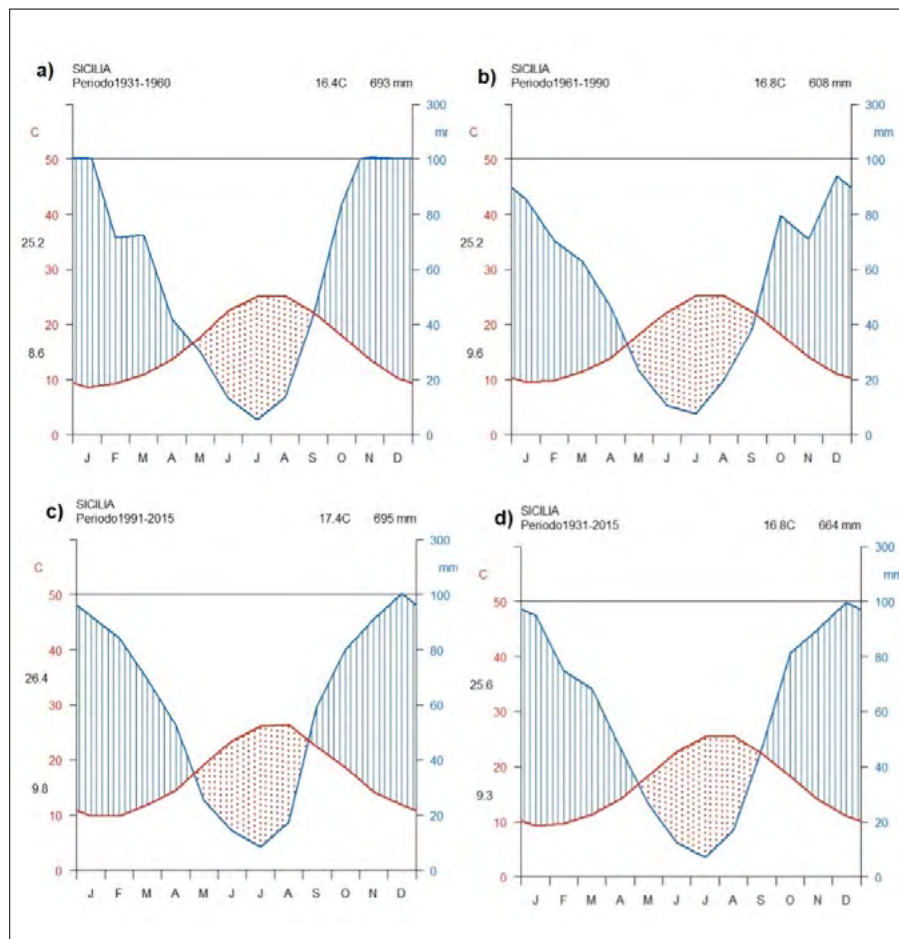 a)
SICILIA
Periodo1931-1960 16.4C 693 mm
C 300
mr
50 100
40 80
25.2
30 60
20 40
8.6
10 20
0 0
J F M A M J J A S O N D
b)
SICILIA
Periodo1961-1990 16.8C 608 mm
C 300
mm
50 100
40 80
25.2
30 60
20 40
9.6
10 20
0 0
J F M A M J J A S O N D
c)
SICILIA
Periodo1991-2015 17.4C 695 mm
C 300
mm
50 100
40 80
26.4
30 60
20 40
9.8
10 20
0 0
J F M A M J J A S O N D
d)
SICILIA
Periodo1931-2015 16.8C 664 mm
C 300
mm
50 100
40 80
25.6
30 60
20 40
9.3
10 20
0 0
J F M A M J J A S O N D